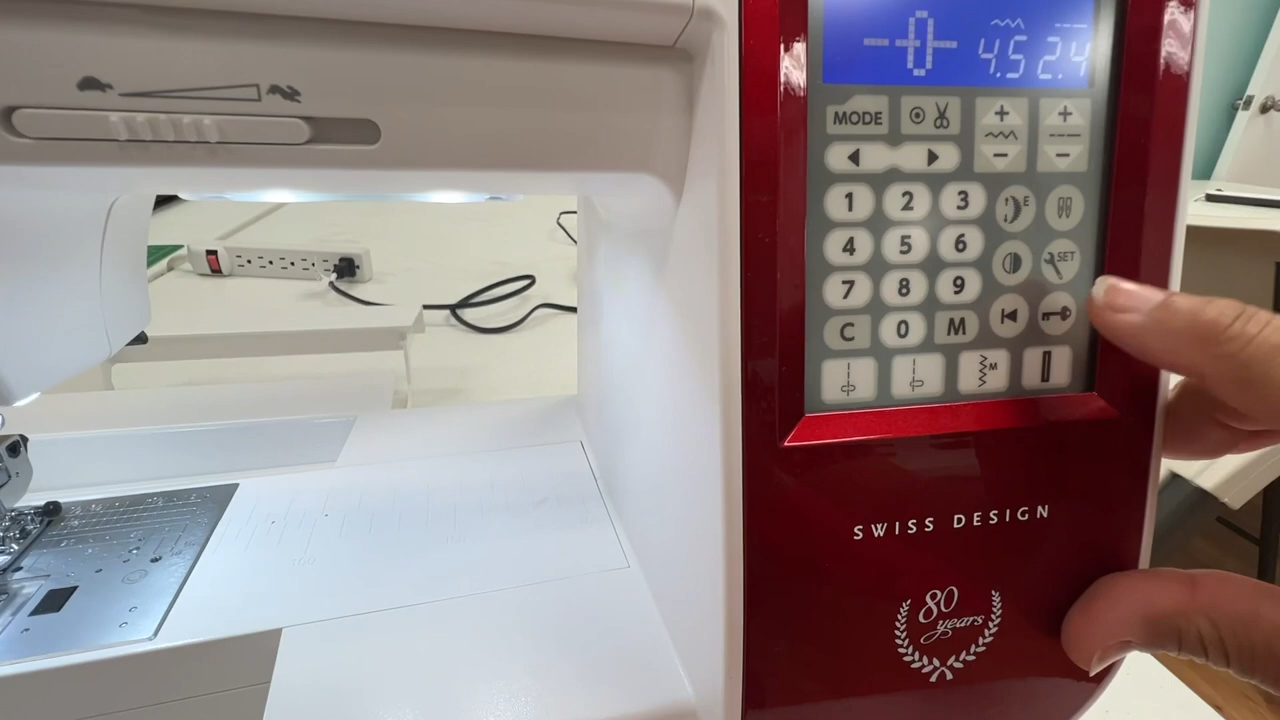 4.5 2.4
MODE
+ +
- -
1 2 3 E
4 5 6 SET
7 8 9
C 0 M
M
SWISS DESIGN
80
years